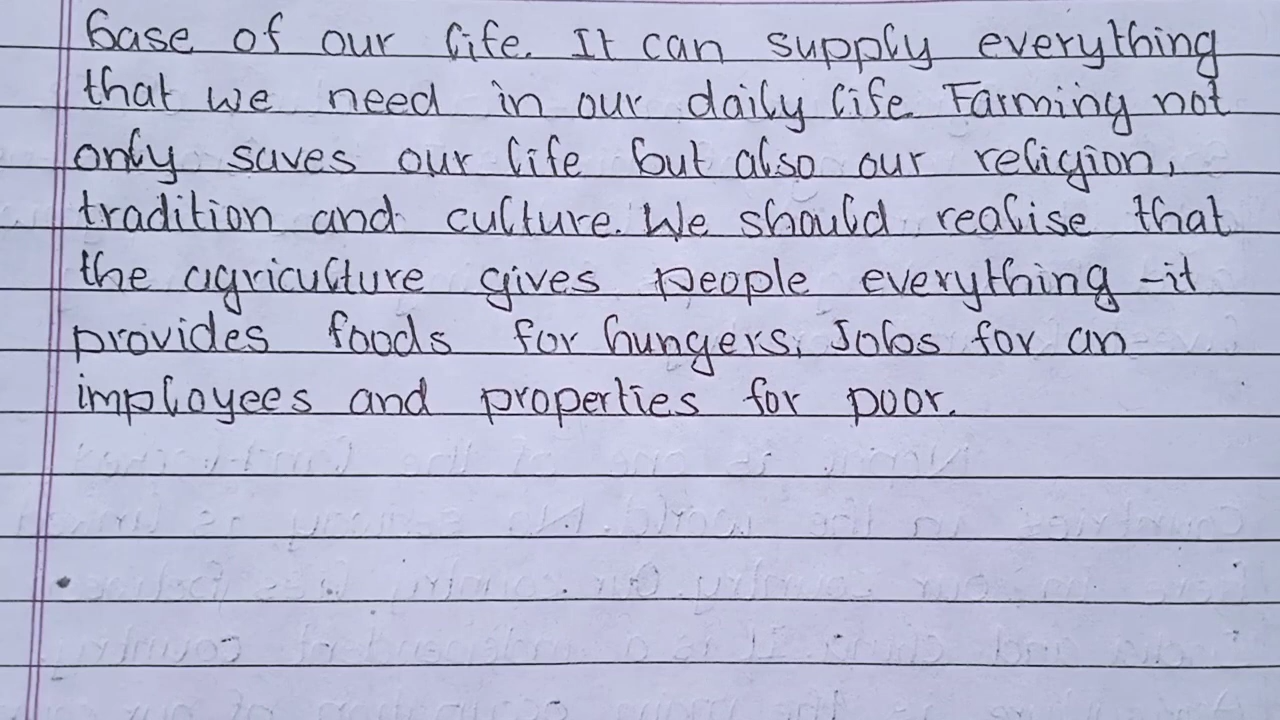 base of our life. It can supply everything
that we need in our daily life. Farming not
only saves our life but also our religion,
tradition and culture. We should realise that
the agriculture gives people everything -it
provides foods for hungers, Jobs for an
imployees and properties for poor.